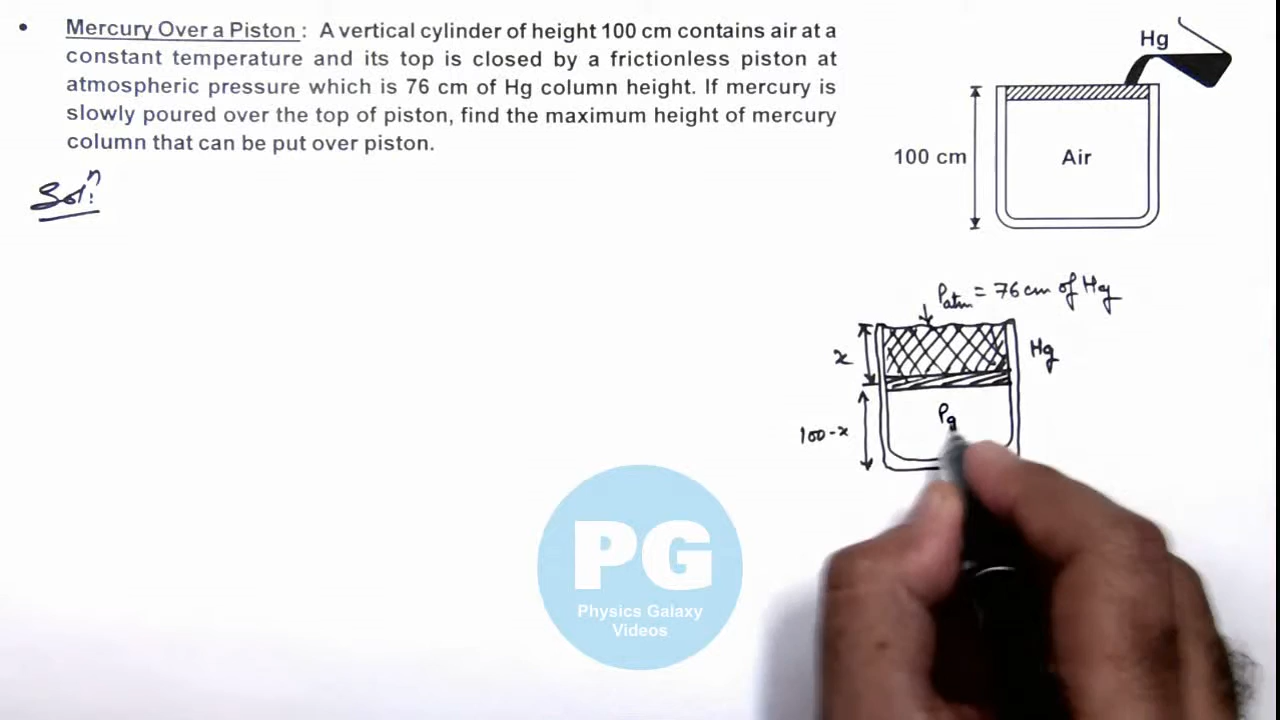 • Mercury Over a Piston : A vertical cylinder of height 100 cm contains air at a
constant temperature and its top is closed by a frictionless piston at
atmospheric pressure which is 76 cm of Hg column height. If mercury is
slowly poured over the top of piston, find the maximum height of mercury
column that can be put over piston.
Hg
100 cm
Air
Solⁿ:
Patm = 76 cm of Hg
x
Hg
Pg
100-x
PG
Physics Galaxy
Videos